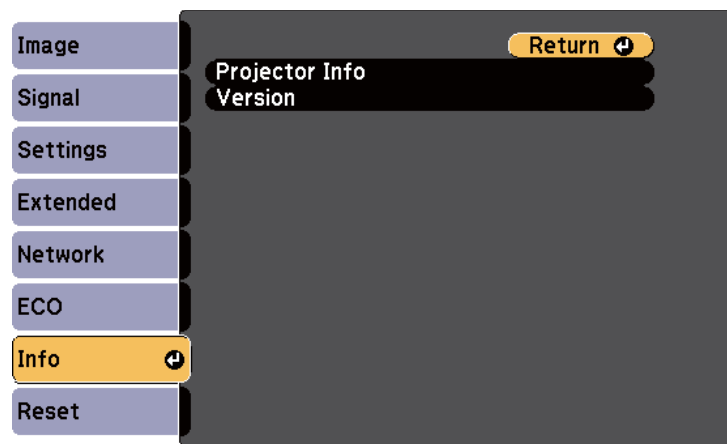 Image
Signal
Settings
Extended
Network
ECO
Info
Reset
Return
Projector Info
Version